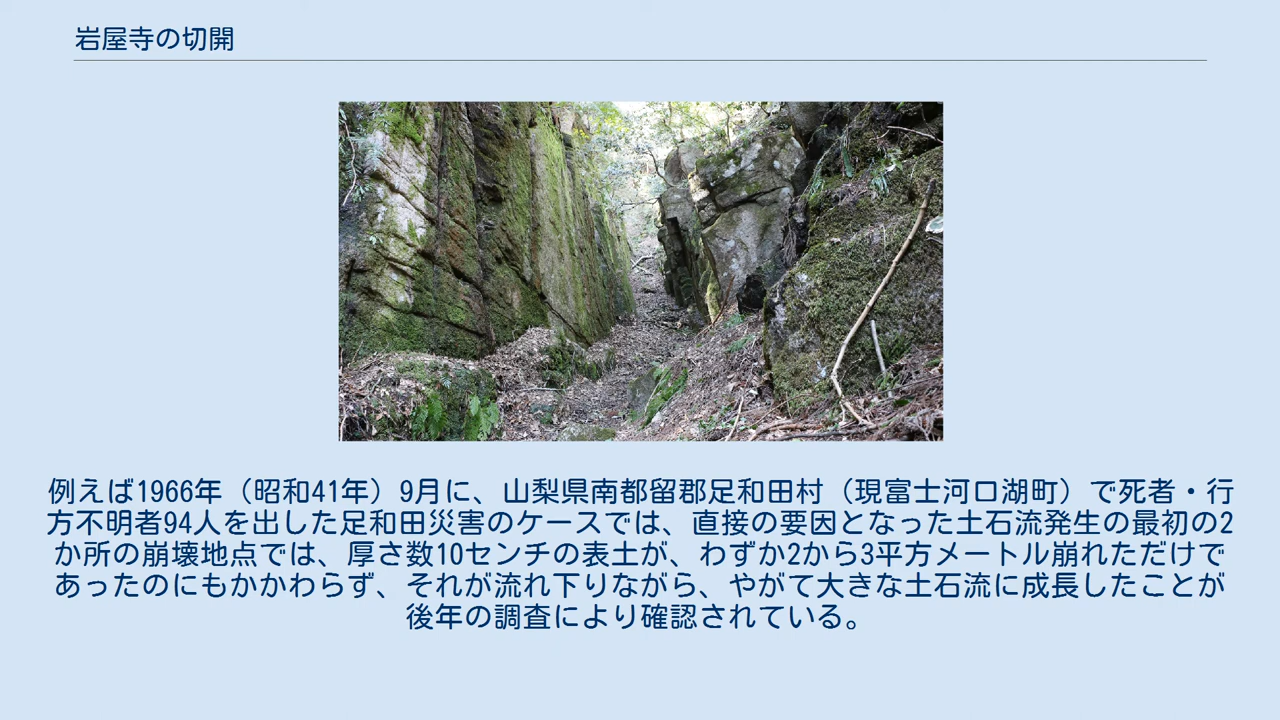 岩屋寺の切開
例えば1966年（昭和41年）9月に、山梨県南都留郡足和田村（現富士河口湖町）で死者・行
方不明者94人を出した足和田災害のケースでは、直接の要因となった土石流発生の最初の2
か所の崩壊地点では、厚さ数10センチの表土が、わずか2から3平方メートル崩れただけで
あったのにもかかわらず、それが流れ下りながら、やがて大きな土石流に成長したことが
後年の調査により確認されている。